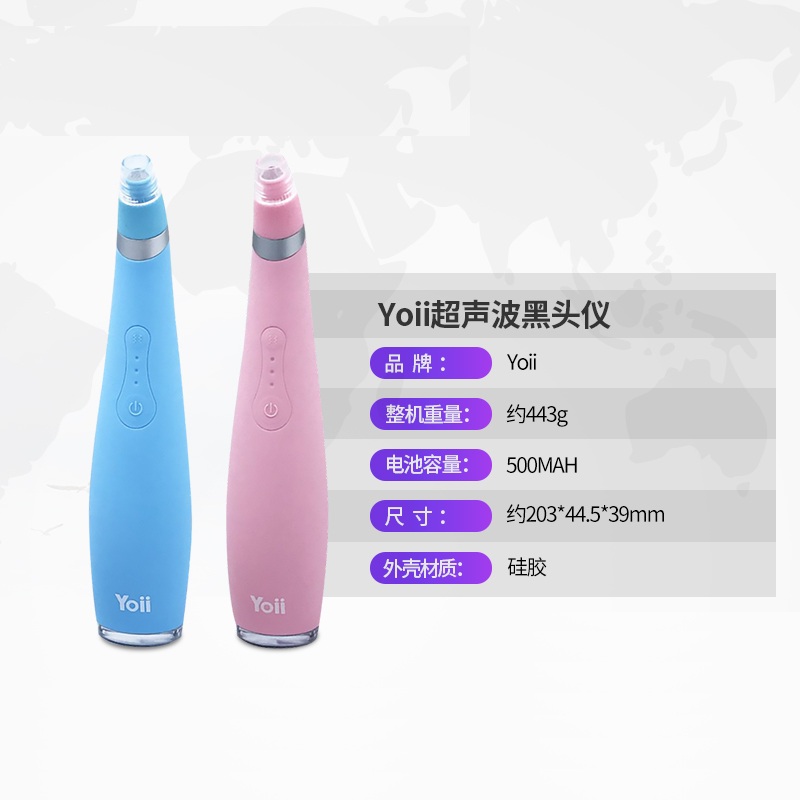 Yoii超声波黑头仪
品 牌： Yoii
整机重量： 约443g
电池容量： 500MAH
尺 寸： 约203*44.5*39mm
外壳材质： 硅胶
Yoii
Yoii